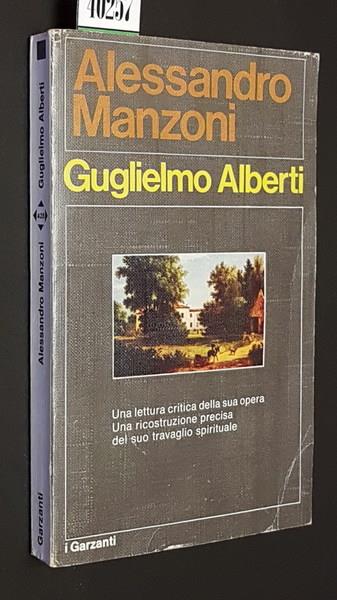 40257
Alessandro
Manzoni
Guglielmo Alberti
Una lettura critica della sua opera
Una ricostruzione precisa
del suo travaglio spirituale
i Garzanti
Guglielmo Alberti
Alessandro Manzoni
Garzanti